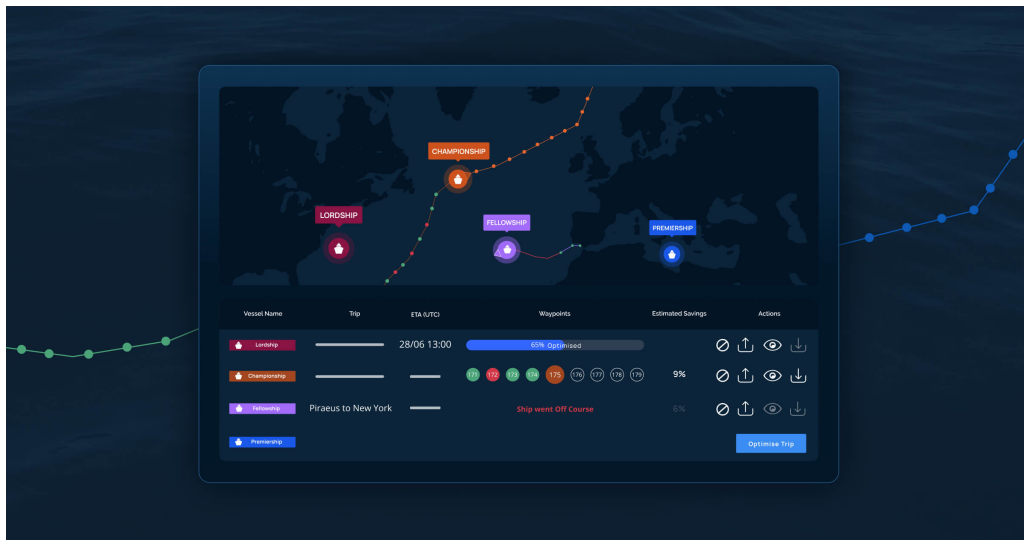 CHAMPIONSHIP
LORDSHIP
FELLOWSHIP
PREMIERSHIP
Vessel Name Trip ETA (UTC) Waypoints Estimated Savings Actions
Lordship 28/06 13:00 65% Optimised
Championship 171 172 173 174 175 176 177 178 179 9%
Fellowship Piraeus to New York Ship went Off Course 6%
Premiership Optimise Trip